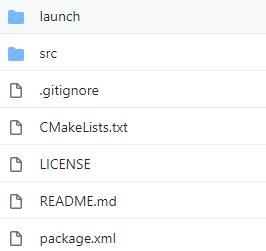 launch
src
.gitignore
CMakeLists.txt
LICENSE
README.md
package.xml